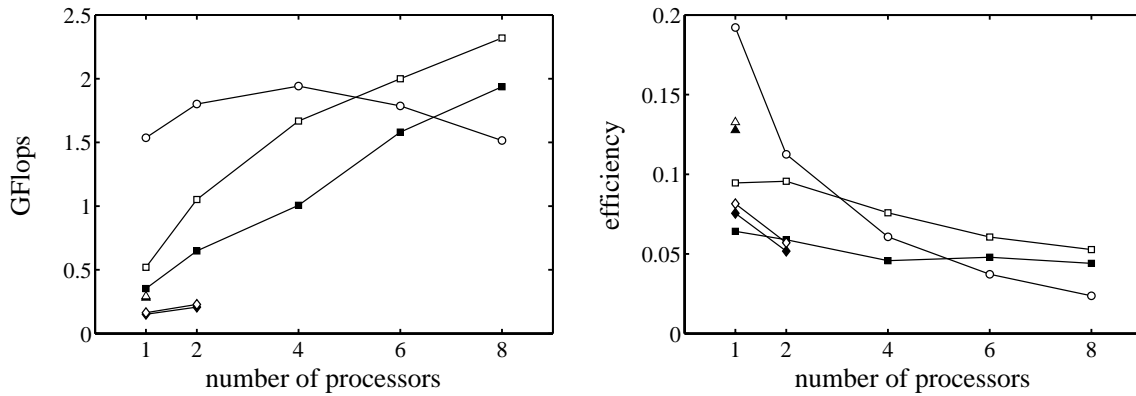 2.5
2
1.5
1
0.5
0
GFlops
1 2 4 6 8
number of processors
0.2
0.15
0.1
0.05
0
efficiency
1 2 4 6 8
number of processors